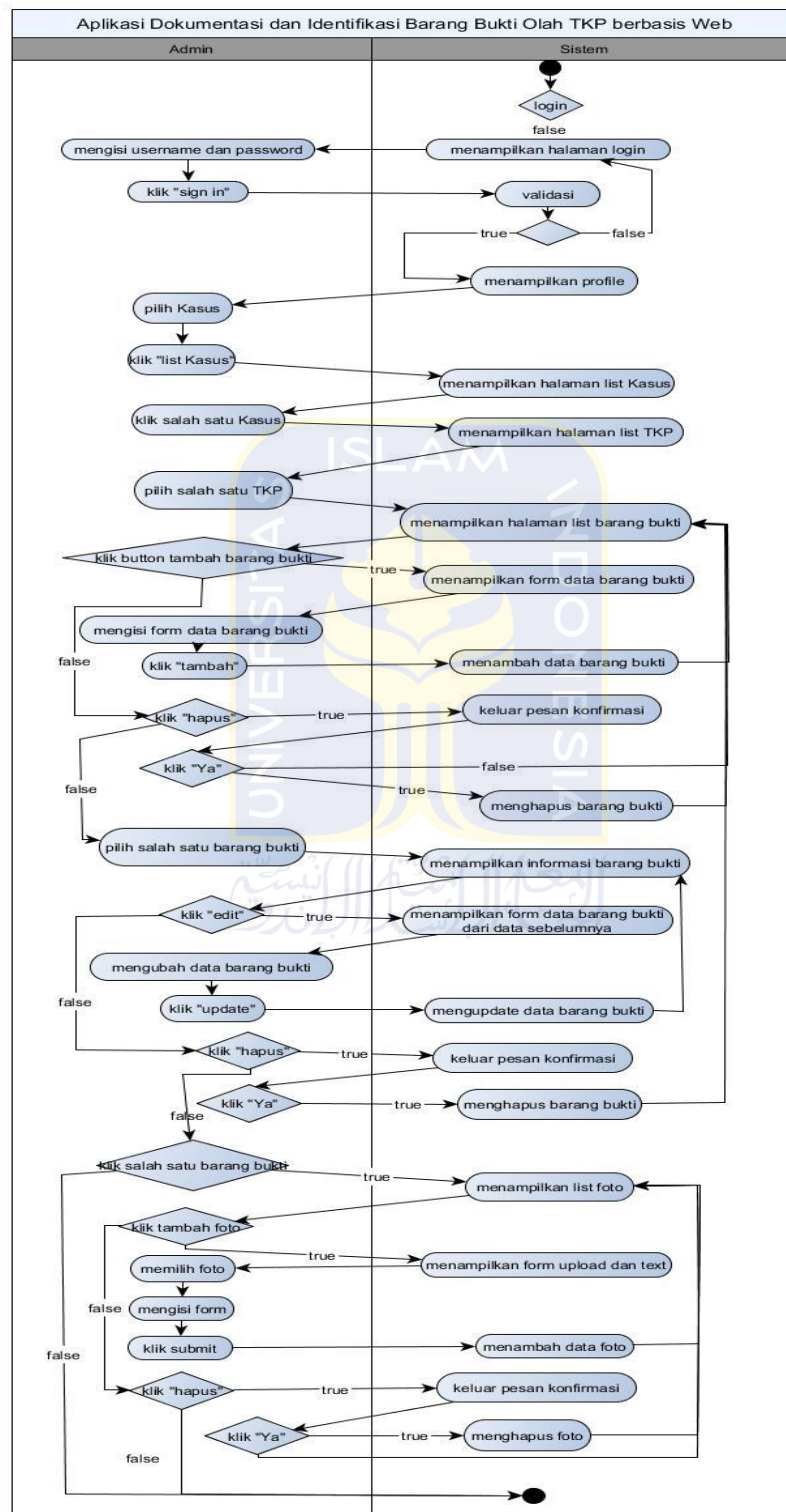 Aplikasi Dokumentasi dan Identifikasi Barang Bukti Olah TKP berbasis Web
Admin
Sistem
login
false
mengisi username dan password
menampilkan halaman login
klik "sign in"
validasi
true
false
menampilkan profile
pilih Kasus
klik "list Kasus"
menampilkan halaman list Kasus
klik salah satu Kasus
menampilkan halaman list TKP
ISLAM
UNIVERSITAS
INDONESIA
pilih salah satu TKP
menampilkan halaman list barang bukti
klik button tambah barang bukti
true
menampilkan form data barang bukti
mengisi form data barang bukti
false
klik "tambah"
menambah data barang bukti
klik "hapus"
true
keluar pesan konfirmasi
klik "Ya"
false
false
true
menghapus barang bukti
pilih salah satu barang bukti
menampilkan informasi barang bukti
klik "edit"
true
menampilkan form data barang bukti
dari data sebelumnya
mengubah data barang bukti
false
klik "update"
mengupdate data barang bukti
klik "hapus"
true
keluar pesan konfirmasi
klik "Ya"
true
menghapus barang bukti
false
klik salah satu barang bukti
true
menampilkan list foto
klik tambah foto
true
memilih foto
menampilkan form upload dan text
false
mengisi form
false
klik submit
menambah data foto
klik "hapus"
true
keluar pesan konfirmasi
klik "Ya"
true
menghapus foto
false